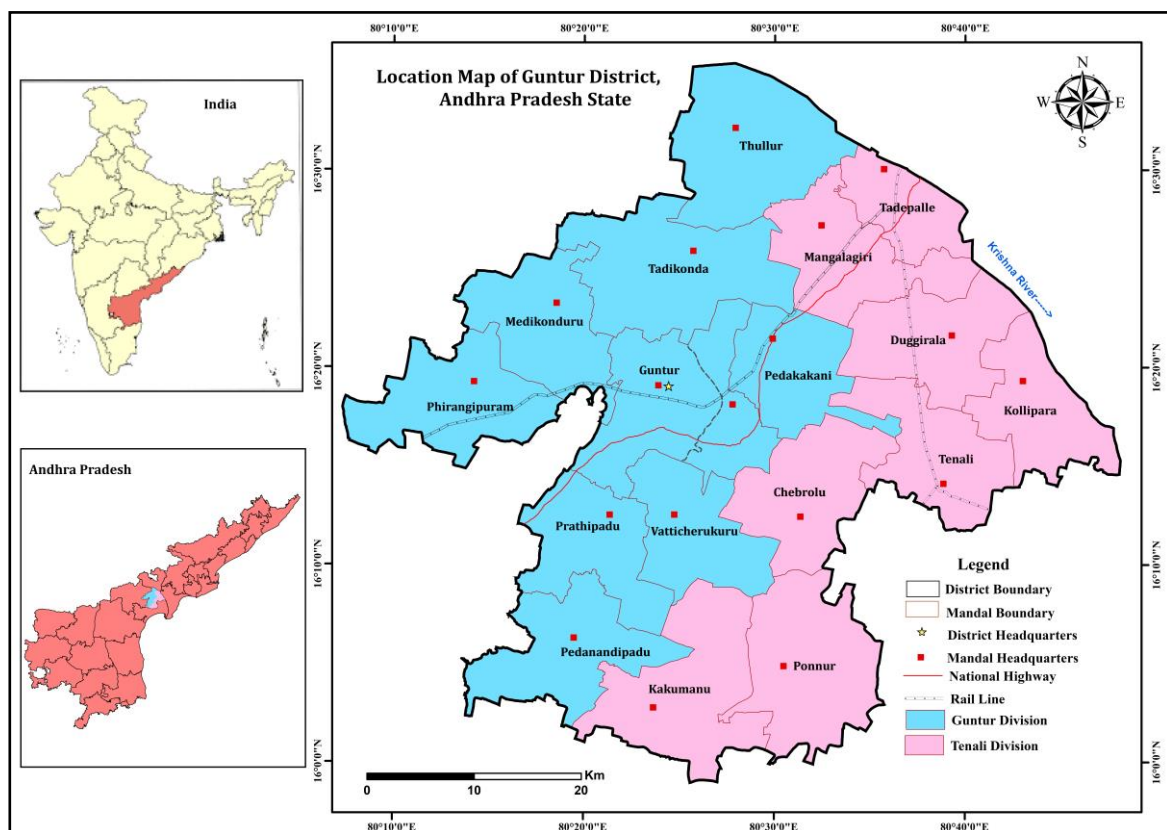 80°10'0"E
80°20'0"E
80°30'0"E
80°40'0"E
India
Andhra Pradesh
Location Map of Guntur District,
Andhra Pradesh State
N
W
E
S
16°30'0"N
16°30'0"N
16°20'0"N
16°20'0"N
16°10'0"N
16°10'0"N
16°0'0"N
16°0'0"N
Thullur
Tadepalle
Mangalagiri
Tadikonda
Krishna River----->
Medikonduru
Duggirala
Guntur
Pedakakani
Phirangipuram
Kollipara
Tenali
Chebrolu
Prathipadu
Vatticherukuru
Pedanandipadu
Ponnur
Kakumanu
Legend
District Boundary
Mandal Boundary
District Headquarters
Mandal Headquarters
National Highway
Rail Line
Guntur Division
Tenali Division
Km
0
10
20
80°10'0"E
80°20'0"E
80°30'0"E
80°40'0"E